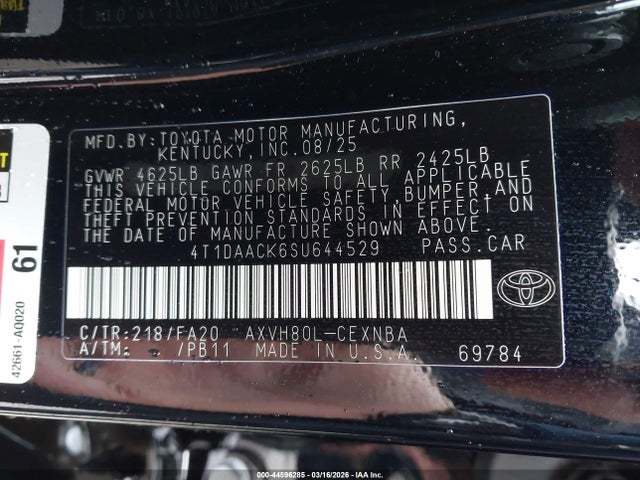 MFD.BY:TOYOTA MOTOR MANUFACTURING,
KENTUCKY, INC. 08/25
GVWR 4625LB GAWR FR 2625LB RR 2425LB
THIS VEHICLE CONFORMS TO ALL APPLICABLE
FEDERAL MOTOR VEHICLE SAFETY,BUMPER,AND
THEFT PREVENTION STANDARDS IN EFFECT ON
THE DATE OF MANUFACTURE SHOWN ABOVE.
4T1DAACK6SU644529 PASS.CAR
C/TR:218/FA20 AXVH80L-CEXNBA
A/TM: /PB11 MADE IN U.S.A. 69784
61
42661-AQ020
000-44596285 - 03/16/2026 - IAA Inc.